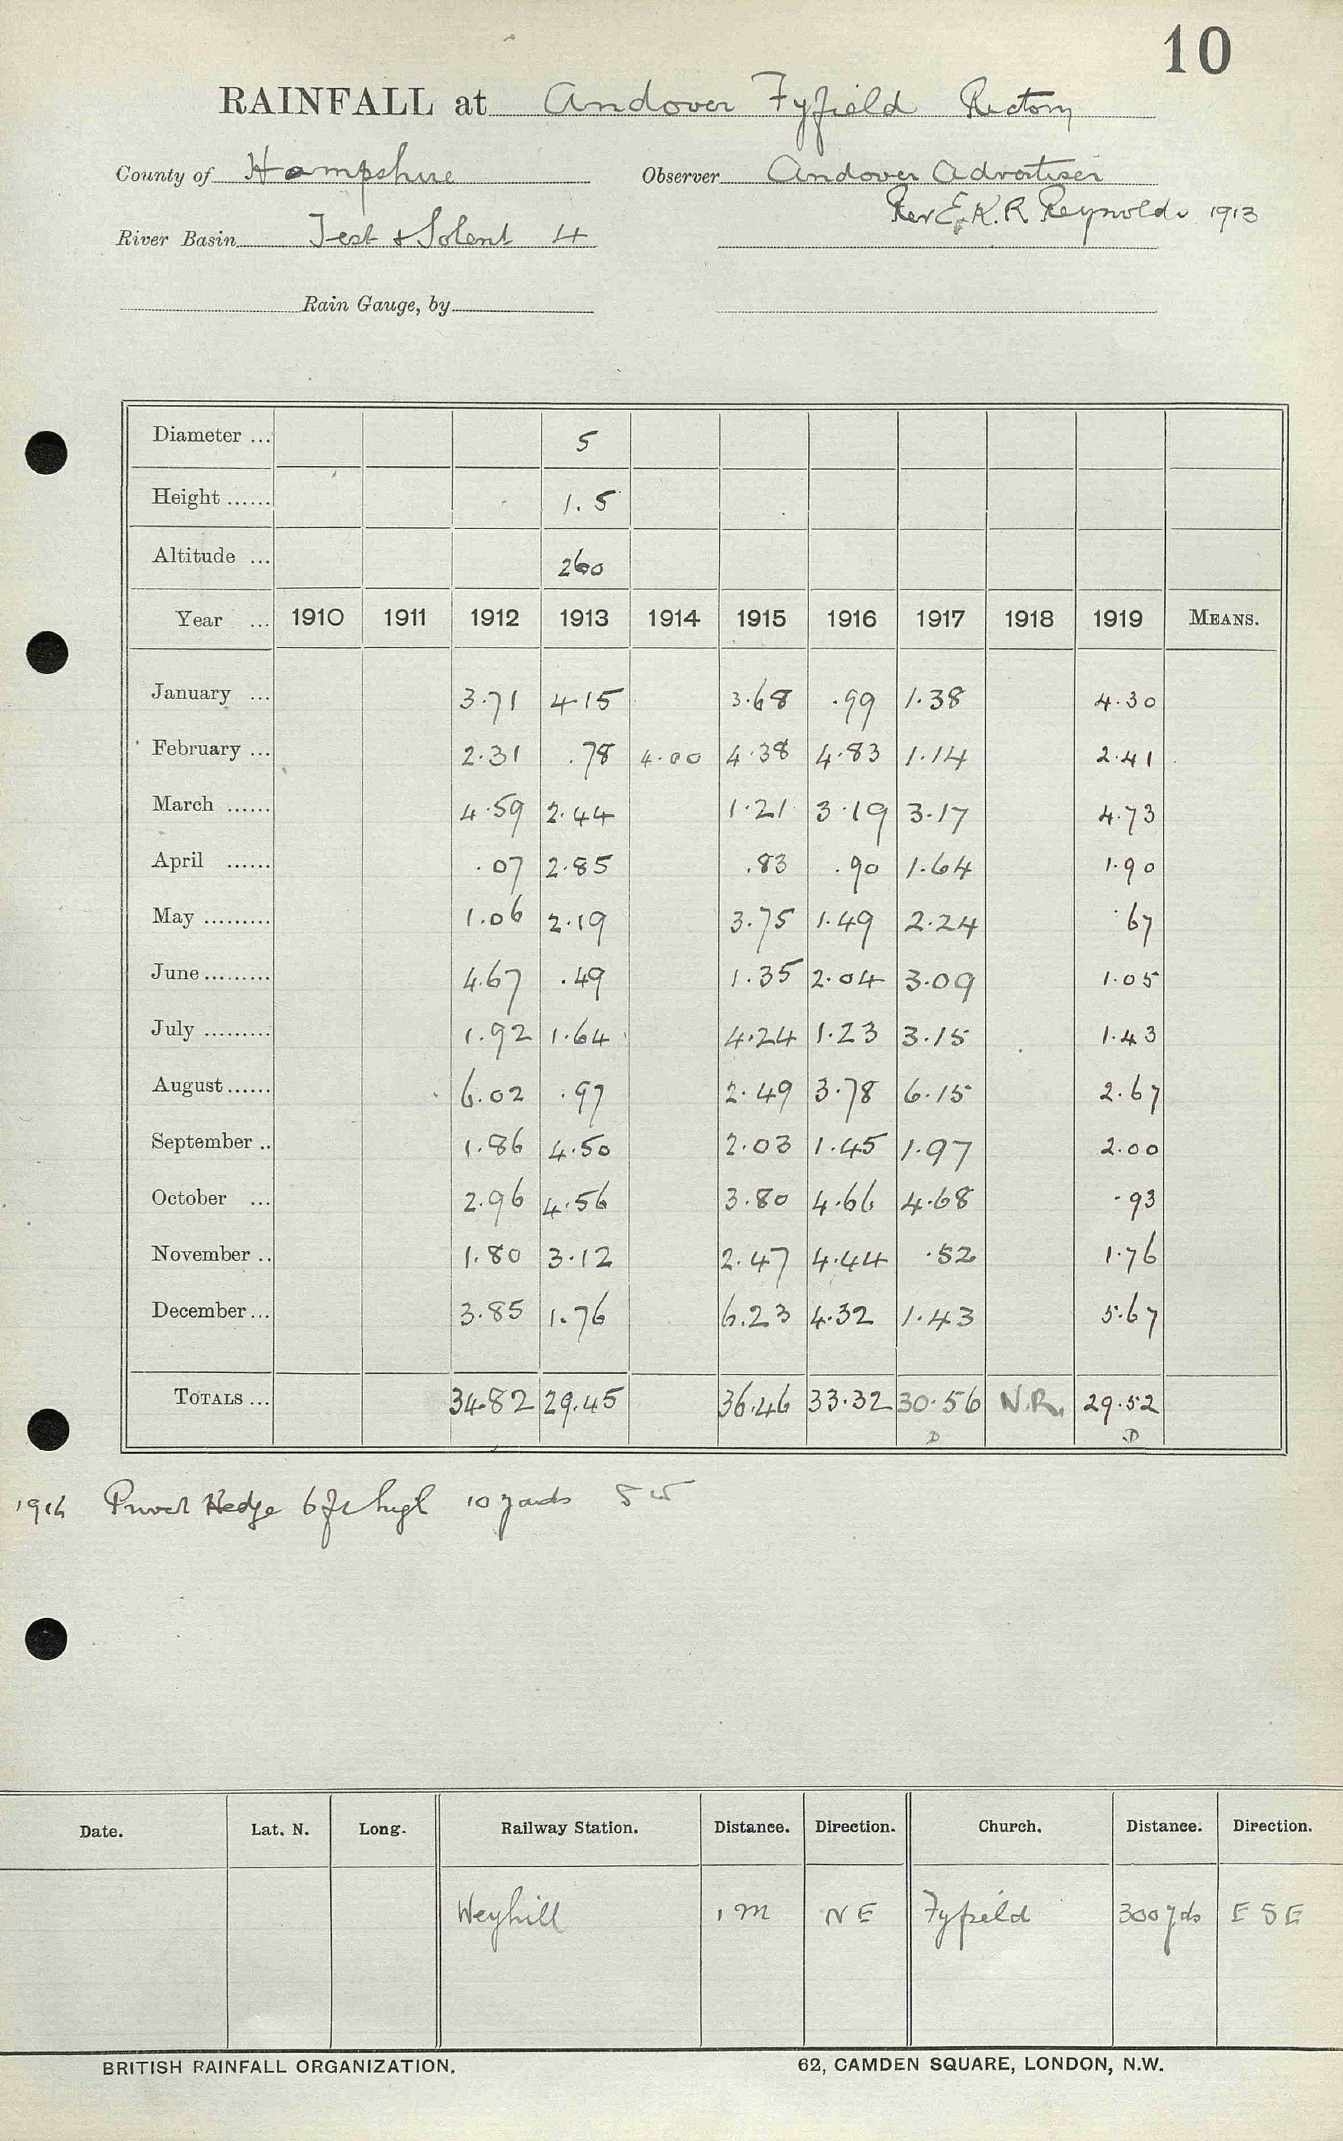 10
RAINFALL at Andover Fyfield Rectory
County of Hampshire Observer Andover Advertiser
Rev E. K. R Reynolds 1913
River Basin Test & Solent 4
Rain Gauge, by
Diameter ... 5
Height ...... 1.5
Altitude ... 260
Year ... 1910 1911 1912 1913 1914 1915 1916 1917 1918 1919 MEANS.
January ... 3.71 4.15 3.68 .99 1.38 4.30
February ... 2.31 .78 4.00 4.38 4.83 1.14 2.41
March ...... 4.59 2.44 1.21 3.19 3.17 4.73
April ...... .07 2.85 .83 .90 1.64 1.90
May ......... 1.06 2.19 3.75 1.49 2.24 .67
June ......... 4.67 .49 1.35 2.04 3.09 1.05
July ......... 1.92 1.64 4.24 1.23 3.15 1.43
August ...... 6.02 .97 2.49 3.78 6.15 2.67
September .. 1.86 4.50 2.03 1.45 1.97 2.00
October ... 2.96 4.56 3.80 4.66 4.68 .93
November .. 1.80 3.12 2.47 4.44 .52 1.76
December ... 3.85 1.76 6.23 4.32 1.43 5.67
TOTALS ... 34.82 29.45 36.46 33.32 30.56 N.R. 29.52
D D
1916 Privet Hedge 6 ft high 10 yards SW
Date. Lat. N. Long. Railway Station. Distance. Direction. Church. Distance. Direction.
Weyhill 1 m NE Fyfield 300 yds ESE
BRITISH RAINFALL ORGANIZATION. 62, CAMDEN SQUARE, LONDON, N.W.